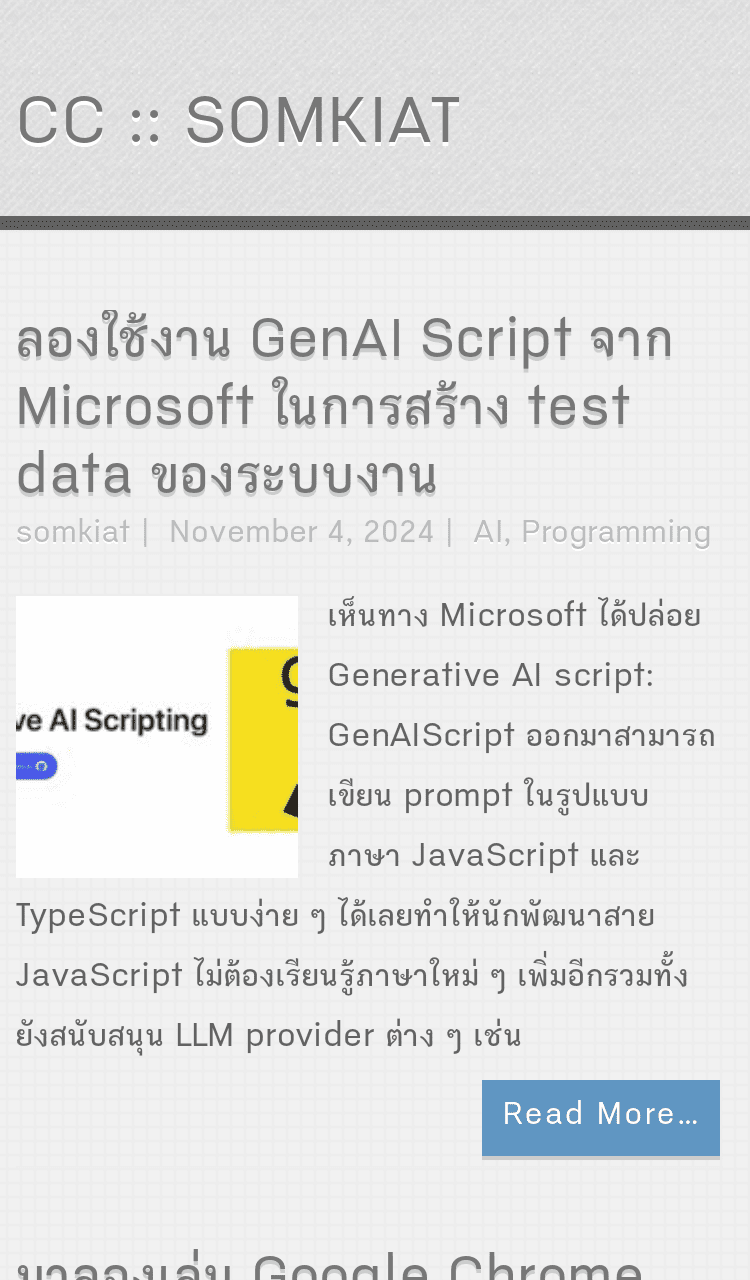 CC :: SOMKIAT
ลองใช้งาน GenAI Script จาก
Microsoft ในการสร้าง test
data ของระบบงาน
somkiat | November 4, 2024 | AI, Programming
ve AI Scripting
เห็นทาง Microsoft ได้ปล่อย
Generative AI script:
GenAIScript ออกมาสามารถ
เขียน prompt ในรูปแบบ
ภาษา JavaScript และ
TypeScript แบบง่าย ๆ ได้เลยทำให้นักพัฒนาสาย
JavaScript ไม่ต้องเรียนรู้ภาษาใหม่ ๆ เพิ่มอีกรวมทั้ง
ยังสนับสนุน LLM provider ต่าง ๆ เช่น
Read More…
มาลองเล่น Google Chrome